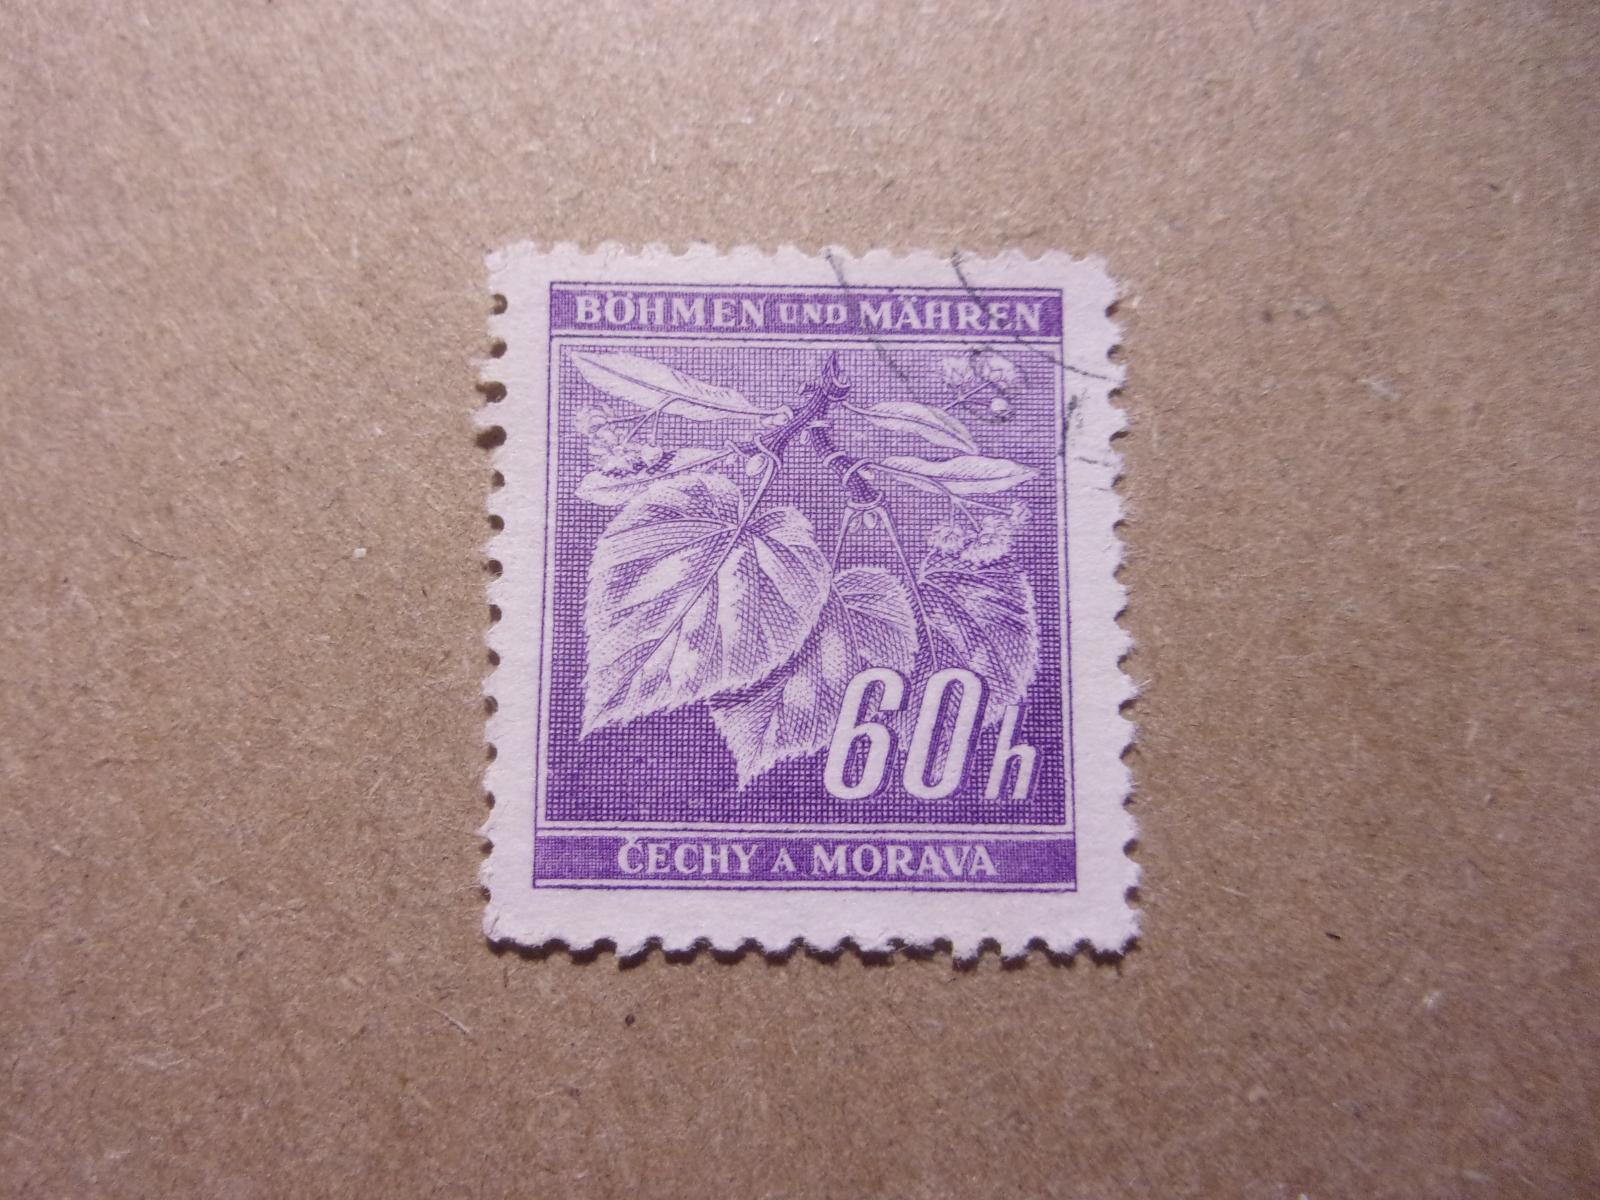 BÖHMEN UND MÄHREN
60h
ČECHY A MORAVA